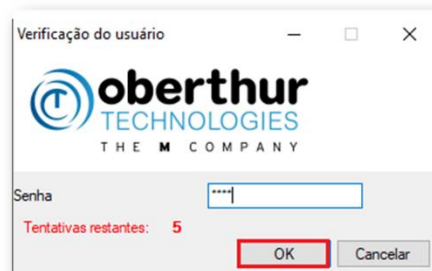 Verificação do usuário
oberthur
TECHNOLOGIES
THE M COMPANY
Senha ****
Tentativas restantes: 5
OK Cancelar